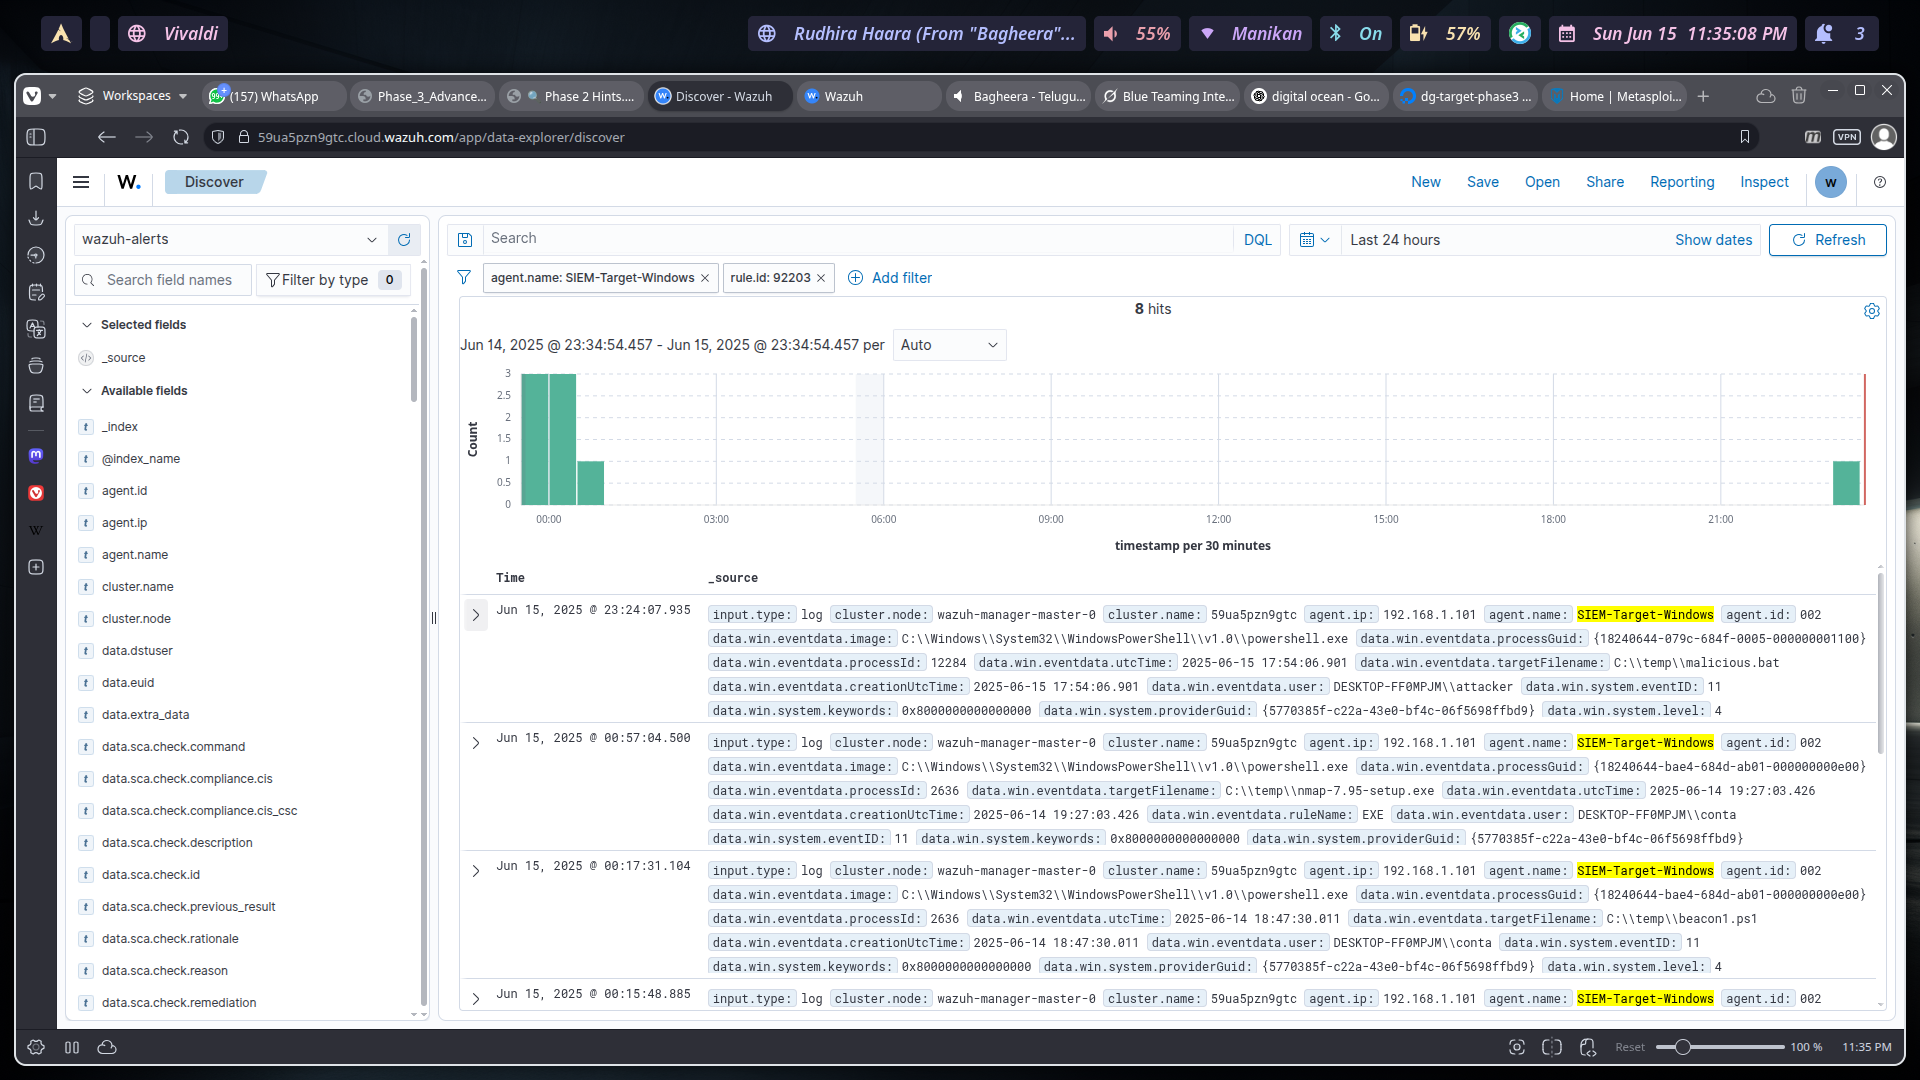 Vivaldi
Rudhira Haara (From "Bagheera"...
55%
Manikan
On
57%
Sun Jun 15 11:35:08 PM
3
Workspaces
(157) WhatsApp
Phase_3_Advance...
Phase 2 Hints....
Discover - Wazuh
Wazuh
Bagheera - Telugu...
Blue Teaming Inte...
digital ocean - Go...
dg-target-phase3 ...
Home | Metasploi...
59ua5pzn9gtc.cloud.wazuh.com/app/data-explorer/discover
VPN
W.
Discover
New
Save
Open
Share
Reporting
Inspect
w
wazuh-alerts
Search
DQL
Last 24 hours
Show dates
Refresh
Search field names
Filter by type 0
agent.name: SIEM-Target-Windows
rule.id: 92203
Add filter
Selected fields
_source
Available fields
t _index
t @index_name
t agent.id
t agent.ip
t agent.name
t cluster.name
t cluster.node
t data.dstuser
t data.euid
t data.extra_data
t data.sca.check.command
t data.sca.check.compliance.cis
t data.sca.check.compliance.cis_csc
t data.sca.check.description
t data.sca.check.id
t data.sca.check.previous_result
t data.sca.check.rationale
t data.sca.check.reason
t data.sca.check.remediation
8 hits
Jun 14, 2025 @ 23:34:54.457 - Jun 15, 2025 @ 23:34:54.457 per Auto
Count
3
2.5
2
1.5
1
0.5
0
00:00 03:00 06:00 09:00 12:00 15:00 18:00 21:00
timestamp per 30 minutes
Time _source
Jun 15, 2025 @ 23:24:07.935
input.type: log cluster.node: wazuh-manager-master-0 cluster.name: 59ua5pzn9gtc agent.ip: 192.168.1.101 agent.name: SIEM-Target-Windows agent.id: 002
data.win.eventdata.image: C:\\Windows\\System32\\WindowsPowerShell\\v1.0\\powershell.exe data.win.eventdata.processGuid: {18240644-079c-684f-0005-000000001100}
data.win.eventdata.processId: 12284 data.win.eventdata.utcTime: 2025-06-15 17:54:06.901 data.win.eventdata.targetFilename: C:\\temp\\malicious.bat
data.win.eventdata.creationUtcTime: 2025-06-15 17:54:06.901 data.win.eventdata.user: DESKTOP-FF0MPJM\\attacker data.win.system.eventID: 11
data.win.system.keywords: 0x8000000000000000 data.win.system.providerGuid: {5770385f-c22a-43e0-bf4c-06f5698ffbd9} data.win.system.level: 4
Jun 15, 2025 @ 00:57:04.500
input.type: log cluster.node: wazuh-manager-master-0 cluster.name: 59ua5pzn9gtc agent.ip: 192.168.1.101 agent.name: SIEM-Target-Windows agent.id: 002
data.win.eventdata.image: C:\\Windows\\System32\\WindowsPowerShell\\v1.0\\powershell.exe data.win.eventdata.processGuid: {18240644-bae4-684d-ab01-000000000e00}
data.win.eventdata.processId: 2636 data.win.eventdata.targetFilename: C:\\temp\\nmap-7.95-setup.exe data.win.eventdata.utcTime: 2025-06-14 19:27:03.426
data.win.eventdata.creationUtcTime: 2025-06-14 19:27:03.426 data.win.eventdata.ruleName: EXE data.win.eventdata.user: DESKTOP-FF0MPJM\\conta
data.win.system.eventID: 11 data.win.system.keywords: 0x8000000000000000 data.win.system.providerGuid: {5770385f-c22a-43e0-bf4c-06f5698ffbd9}
Jun 15, 2025 @ 00:17:31.104
input.type: log cluster.node: wazuh-manager-master-0 cluster.name: 59ua5pzn9gtc agent.ip: 192.168.1.101 agent.name: SIEM-Target-Windows agent.id: 002
data.win.eventdata.image: C:\\Windows\\System32\\WindowsPowerShell\\v1.0\\powershell.exe data.win.eventdata.processGuid: {18240644-bae4-684d-ab01-000000000e00}
data.win.eventdata.processId: 2636 data.win.eventdata.utcTime: 2025-06-14 18:47:30.011 data.win.eventdata.targetFilename: C:\\temp\\beacon1.ps1
data.win.eventdata.creationUtcTime: 2025-06-14 18:47:30.011 data.win.eventdata.user: DESKTOP-FF0MPJM\\conta data.win.system.eventID: 11
data.win.system.keywords: 0x8000000000000000 data.win.system.providerGuid: {5770385f-c22a-43e0-bf4c-06f5698ffbd9} data.win.system.level: 4
Jun 15, 2025 @ 00:15:48.885
input.type: log cluster.node: wazuh-manager-master-0 cluster.name: 59ua5pzn9gtc agent.ip: 192.168.1.101 agent.name: SIEM-Target-Windows agent.id: 002
Reset
100 %
11:35 PM